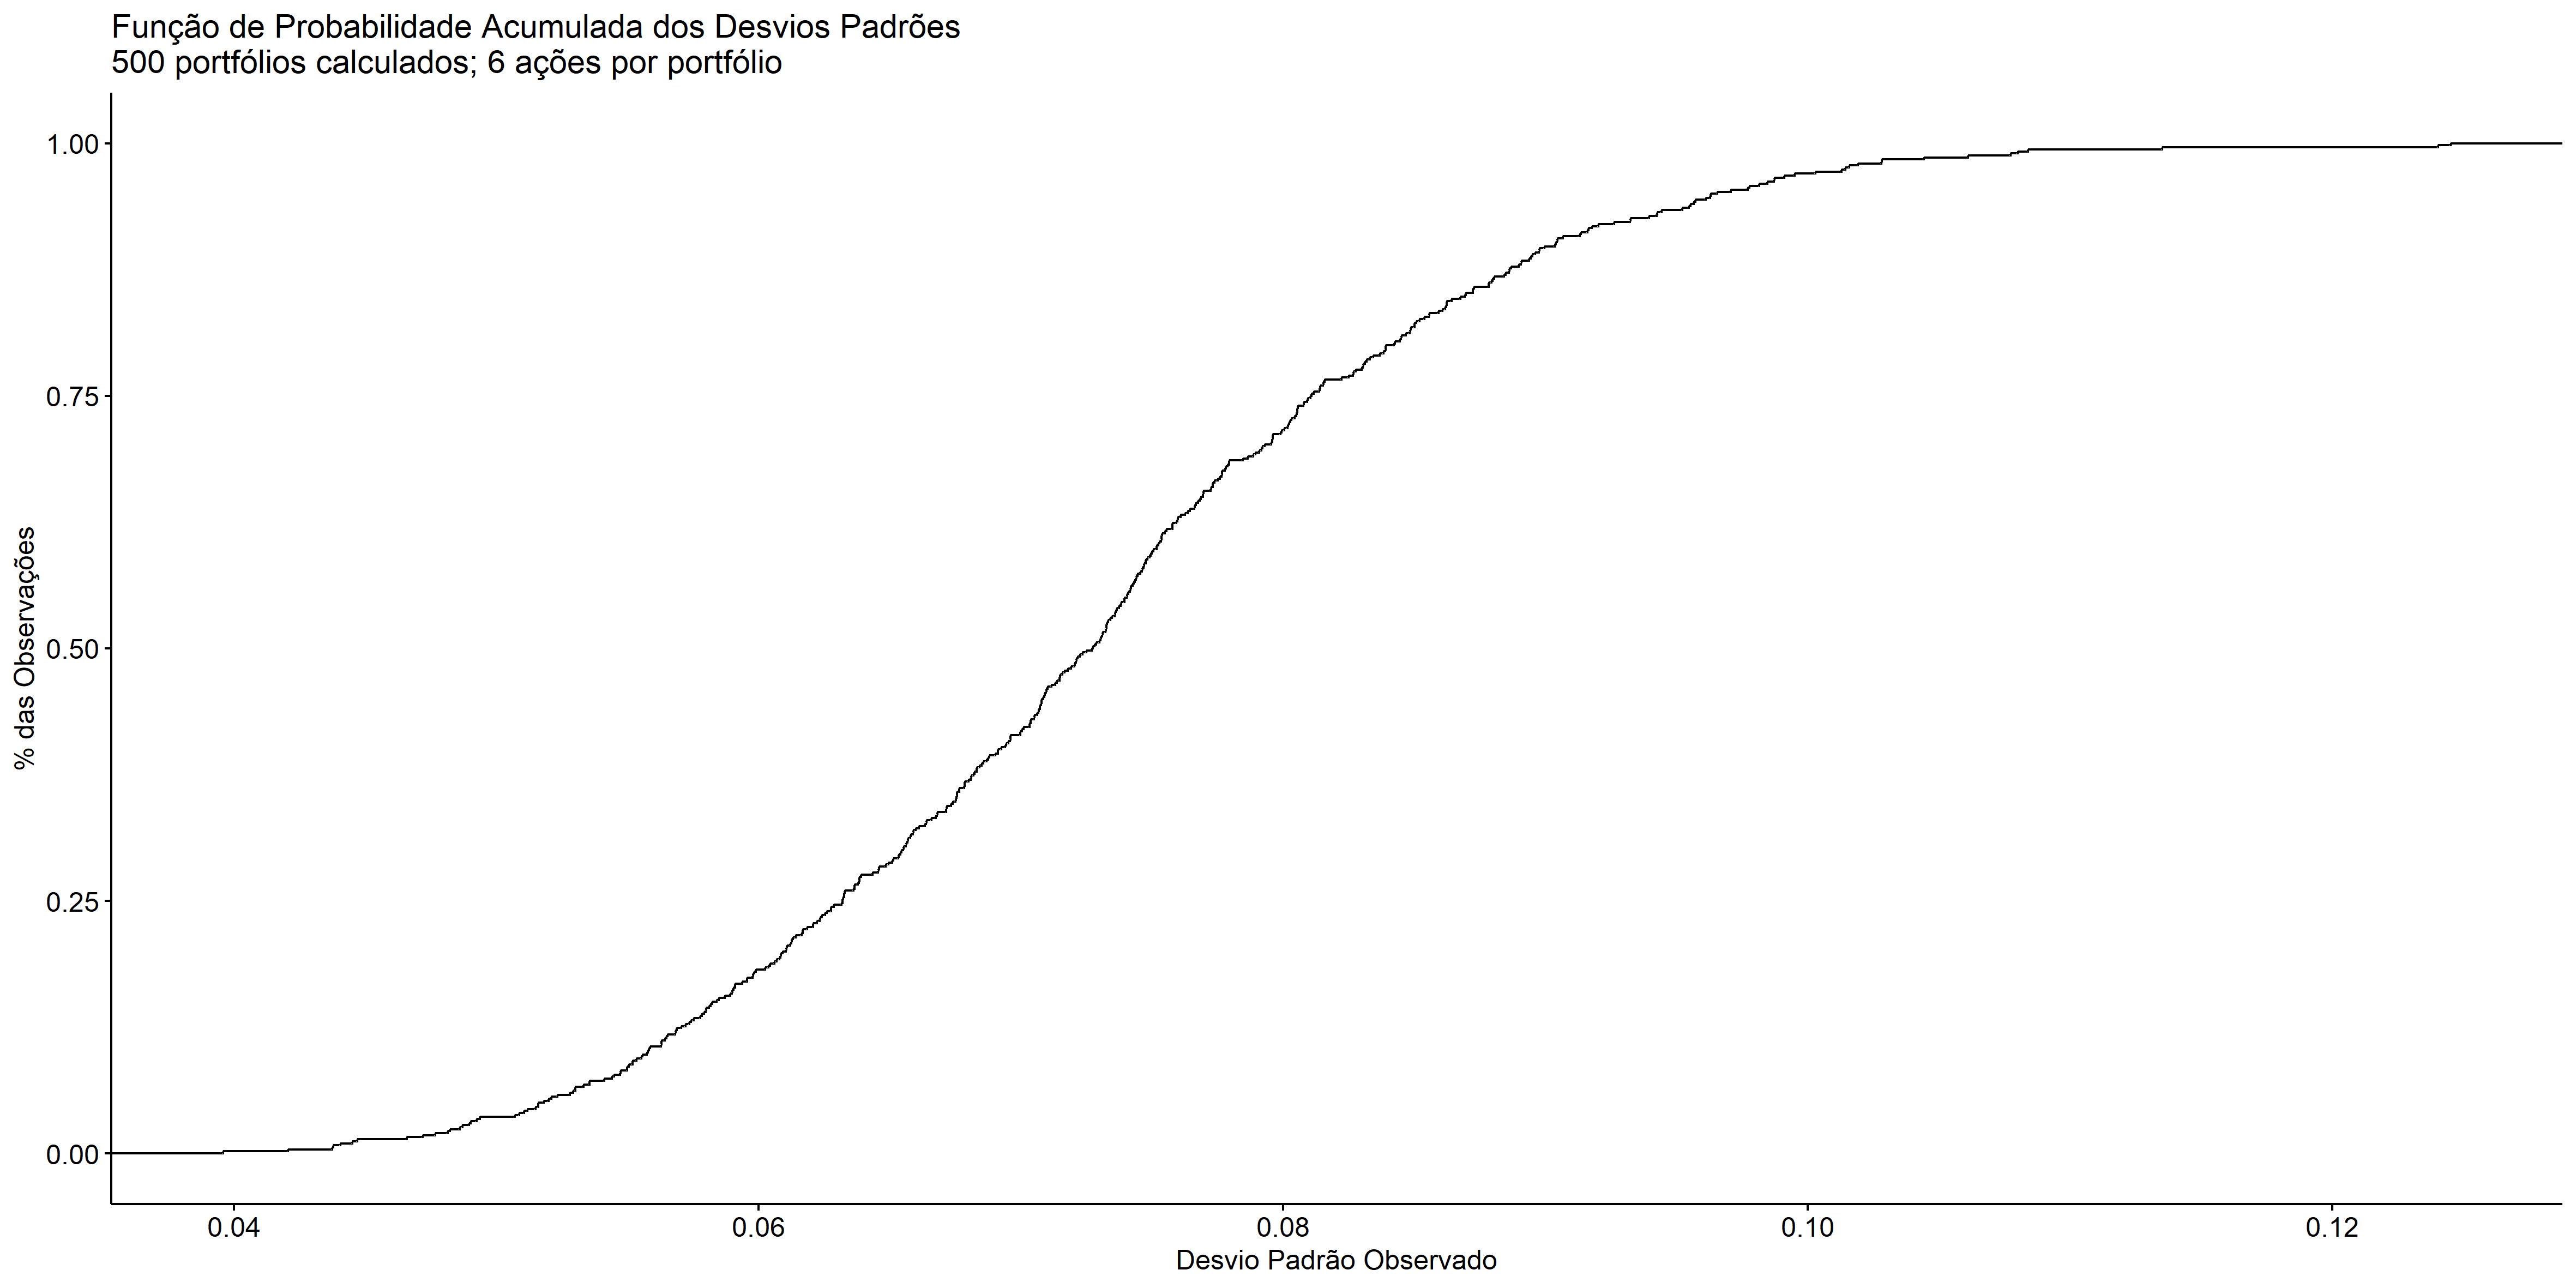 Função de Probabilidade Acumulada dos Desvios Padrões
500 portfólios calculados; 6 ações por portfólio
1.00
0.75
0.50
0.25
0.00
% das Observações
0.04
0.06
0.08
0.10
0.12
Desvio Padrão Observado